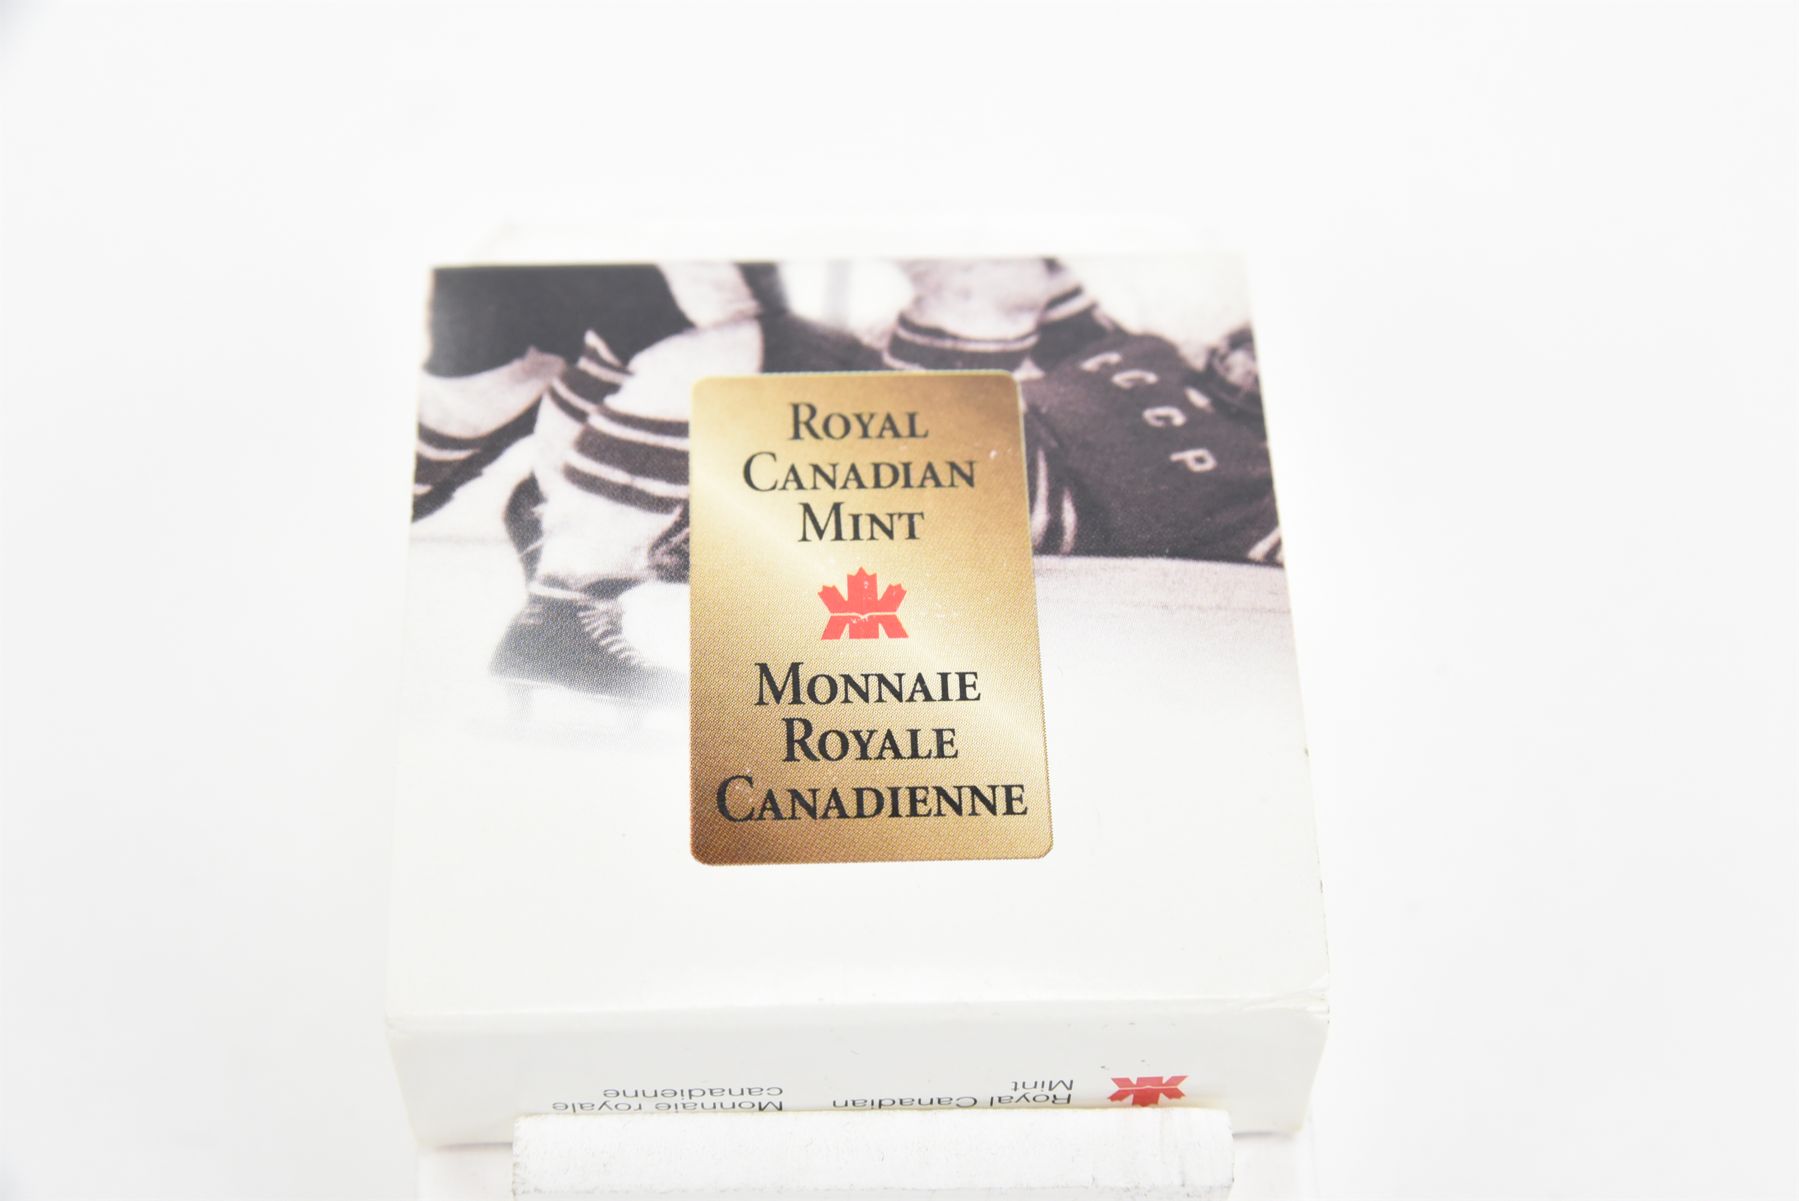 CCCP
ROYAL
CANADIAN
MINT
MONNAIE
ROYALE
CANADIENNE
Royal Canadian
Mint
Monnaie royale
canadienne